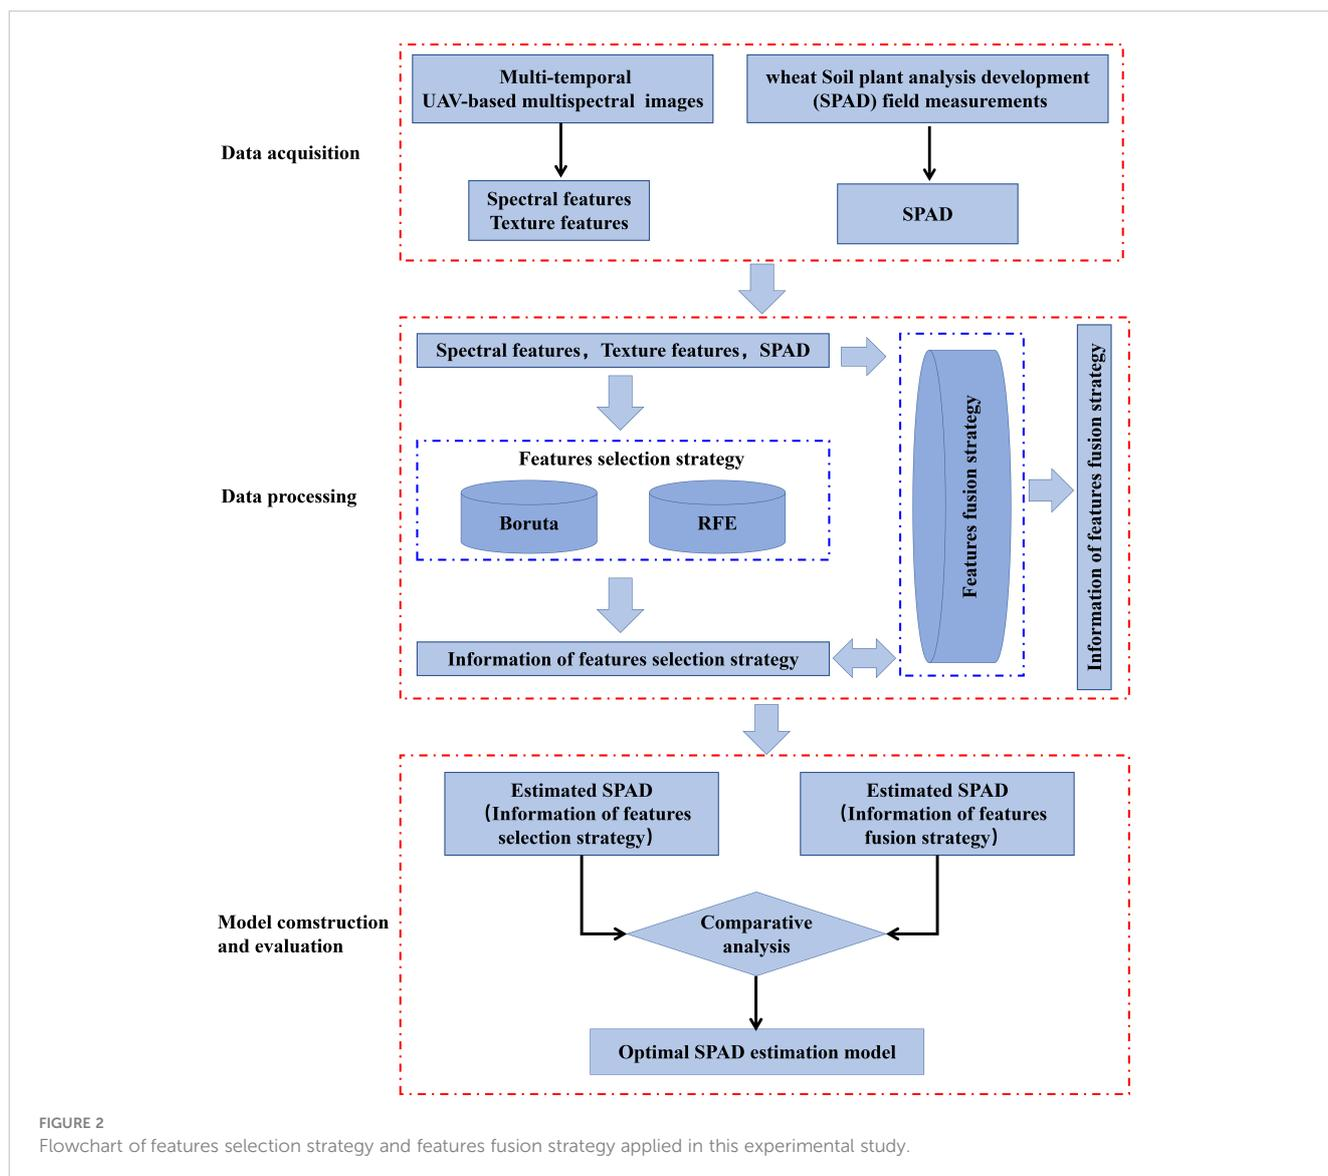 Multi-temporal
UAV-based multispectral images
wheat Soil plant analysis development
(SPAD) field measurements
Data acquisition
Spectral features
Texture features
SPAD
Spectral features，Texture features，SPAD
Features selection strategy
Boruta
RFE
Data processing
Information of features selection strategy
Features fusion strategy
Information of features fusion strategy
Estimated SPAD
（Information of features
selection strategy）
Estimated SPAD
（Information of features
fusion strategy）
Model comstruction
and evaluation
Comparative
analysis
Optimal SPAD estimation model
FIGURE 2
Flowchart of features selection strategy and features fusion strategy applied in this experimental study.